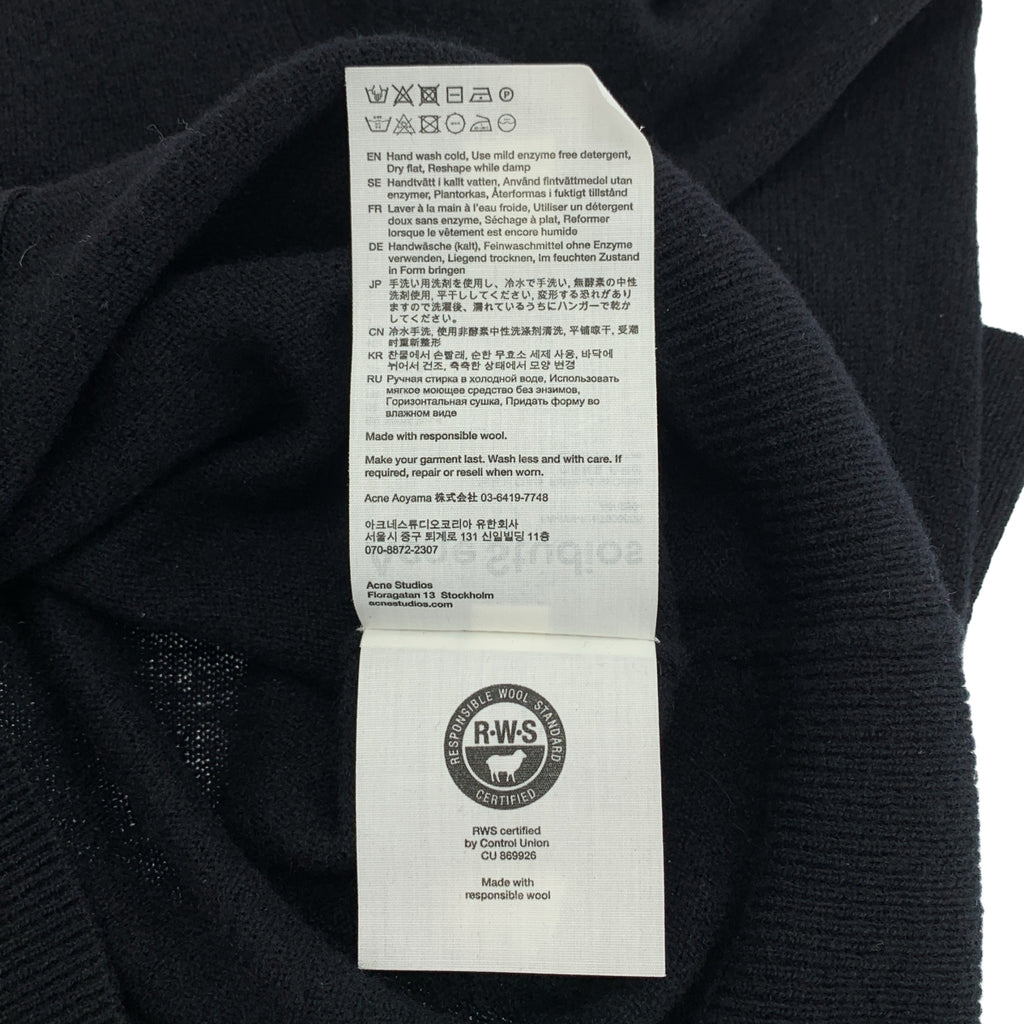 EN Hand wash cold, Use mild enzyme free detergent,
Dry flat, Reshape while damp
SE Handtvätt i kallt vatten, Använd fintvättmedel utan
enzymer, Plantorkas, Återformas i fuktigt tillstånd
FR Laver à la main à l'eau froide, Utiliser un détergent
doux sans enzyme, Séchage à plat, Reformer
lorsque le vêtement est encore humide
DE Handwäsche (kalt), Feinwaschmittel ohne Enzyme
verwenden, Liegend trocknen, Im feuchten Zustand
in Form bringen
JP 手洗い用洗剤を使用し、冷水で手洗い, 無酵素の中性
洗剤使用, 平干ししてください, 変形する恐れがあり
ますので洗濯後、濡れているうちにハンガーで乾か
してください。
CN 冷水手洗, 使用非酵素中性洗涤剂清洗, 平铺晾干, 受潮
时重新整形
KR 찬물에서 손빨래, 순한 무효소 세제 사용, 바닥에
뉘어서 건조, 축축한 상태에서 모양 변경
RU Ручная стирка в холодной воде, Использовать
мягкое моющее средство без энзимов,
Горизонтальная сушка, Придать форму во
влажном виде
Made with responsible wool.
Make your garment last. Wash less and with care. If
required, repair or resell when worn.
Acne Aoyama 株式会社 03-6419-7748
아크네스튜디오코리아 유한회사
서울시 중구 퇴계로 131 신일빌딩 11층
070-8872-2307
Acne Studios
Floragatan 13 Stockholm
acnestudios.com
RESPONSIBLE WOOL STANDARD
R·W·S
CERTIFIED
RWS certified
by Control Union
CU 869926
Made with
responsible wool